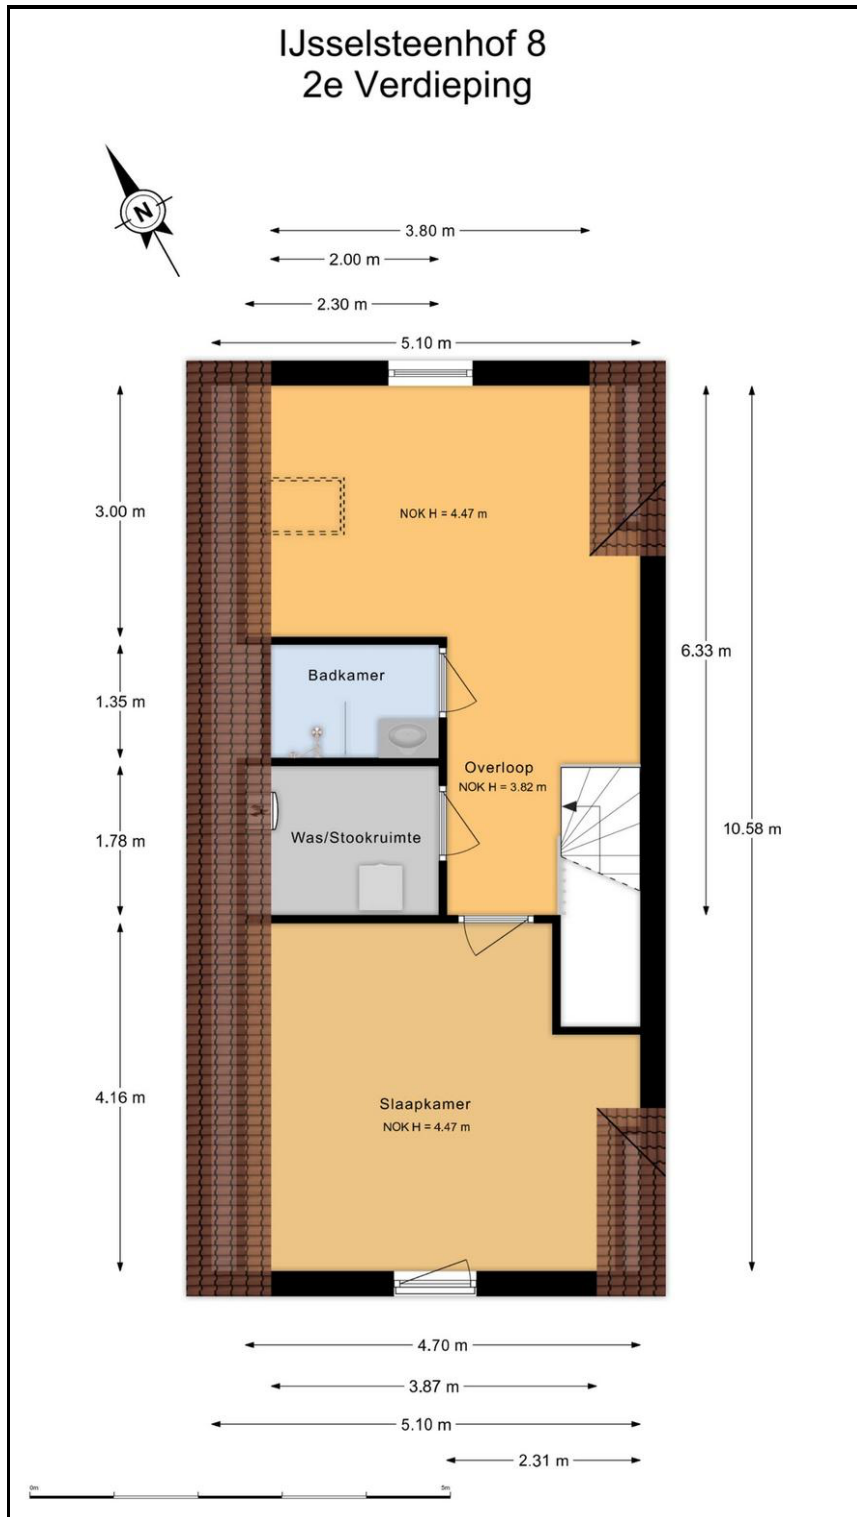 IJsselsteenhof 8
2e Verdieping
N
3.80 m
2.00 m
2.30 m
5.10 m
3.00 m
NOK H = 4.47 m
6.33 m
Badkamer
1.35 m
Overloop
NOK H = 3.82 m
10.58 m
Was/Stookruimte
1.78 m
4.16 m
Slaapkamer
NOK H = 4.47 m
4.70 m
3.87 m
5.10 m
2.31 m
0m 5m